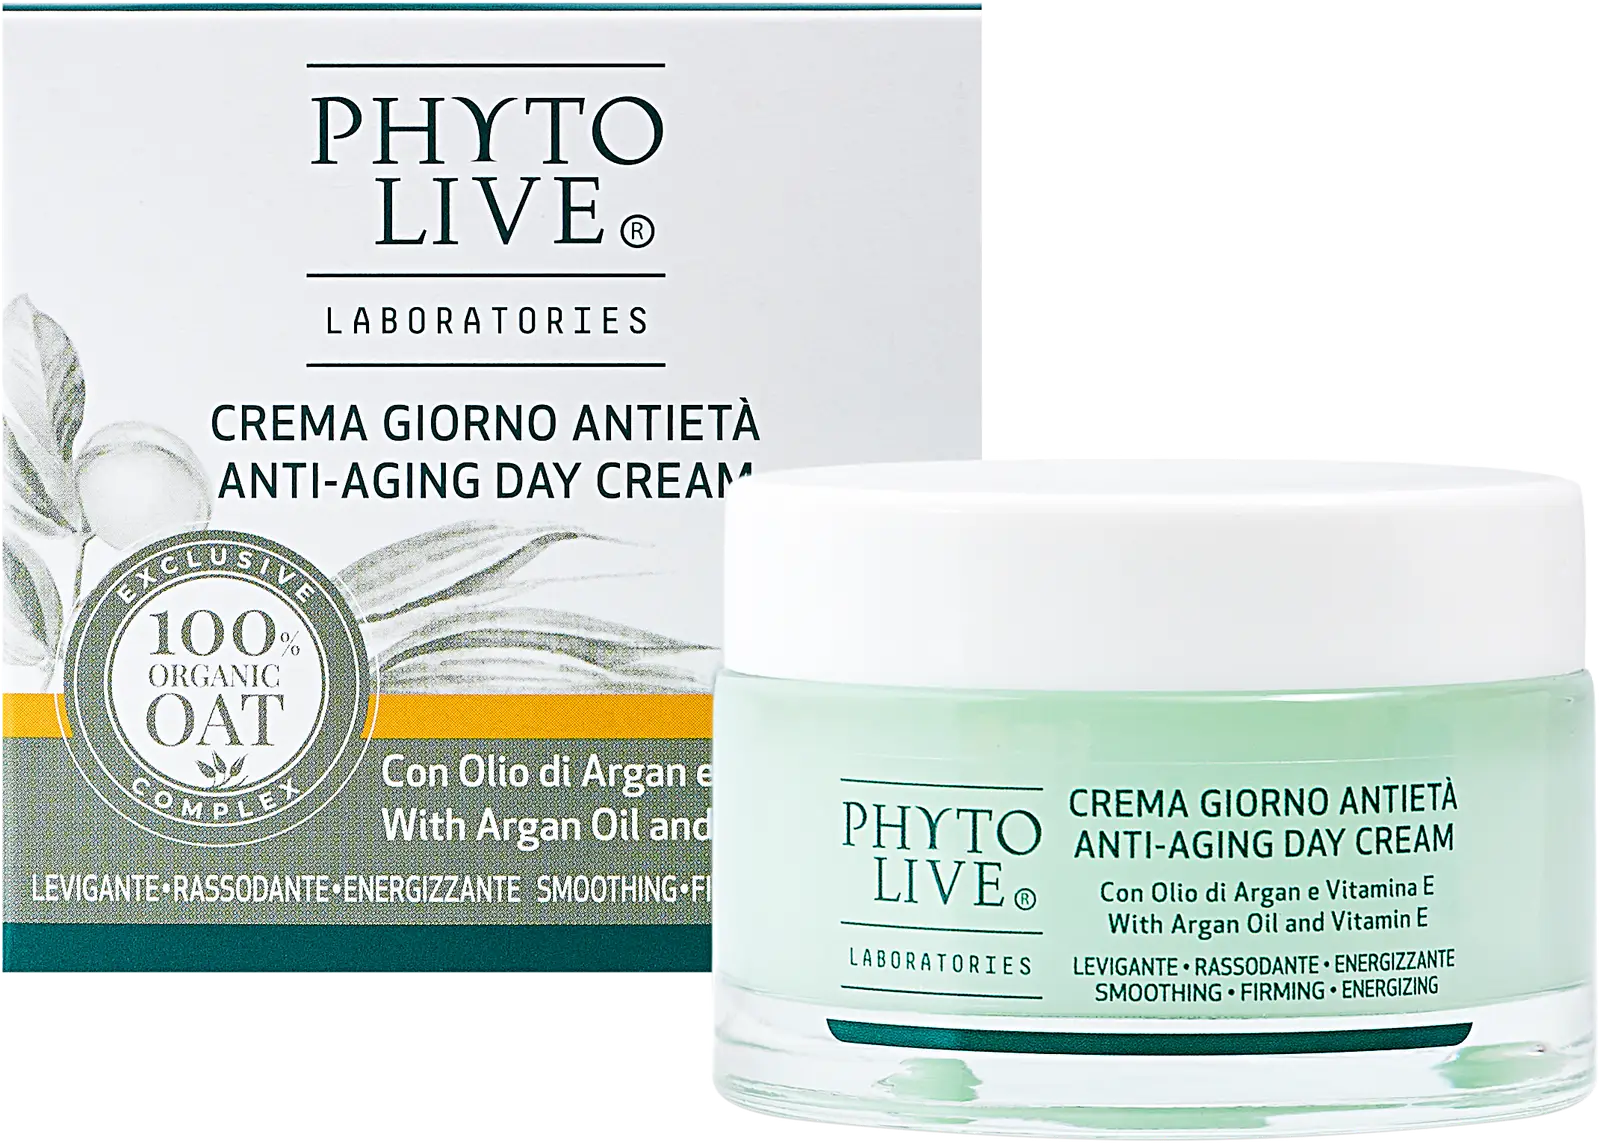 PHYTO
LIVE®
LABORATORIES
CREMA GIORNO ANTIETÀ
ANTI-AGING DAY CREAM
EXCLUSIVE
100%
ORGANIC
OAT
COMPLEX
Con Olio di Argan e
With Argan Oil and
LEVIGANTE•RASSODANTE•ENERGIZZANTE SMOOTHING•FI
PHYTO
LIVE®
LABORATORIES
CREMA GIORNO ANTIETÀ
ANTI-AGING DAY CREAM
Con Olio di Argan e Vitamina E
With Argan Oil and Vitamin E
LEVIGANTE • RASSODANTE • ENERGIZZANTE
SMOOTHING • FIRMING • ENERGIZING